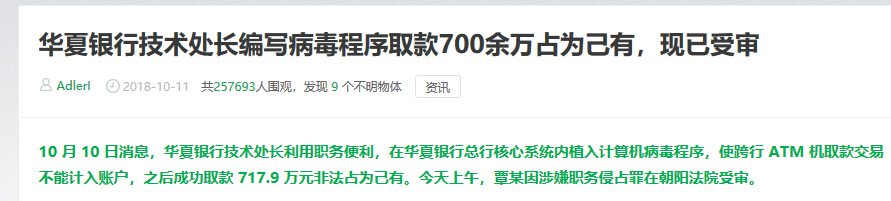 华夏银行技术处长编写病毒程序取款700余万占为己有，现已受审
AdlerI 2018-10-11 共257693人围观，发现 9 个不明物体 资讯
10 月 10 日消息，华夏银行技术处长利用职务便利，在华夏银行总行核心系统内植入计算机病毒程序，使跨行 ATM 机取款交易
不能计入账户，之后成功取款 717.9 万元非法占为己有。今天上午，覃某因涉嫌职务侵占罪在朝阳法院受审。